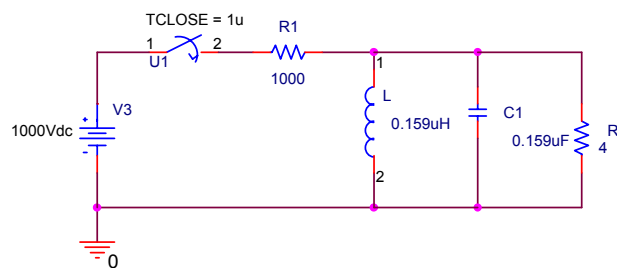 TCLOSE = 1u
1
2
U1
R1
1000
V3
1000Vdc
1
L
0.159uH
2
C1
0.159uF
R
4
0